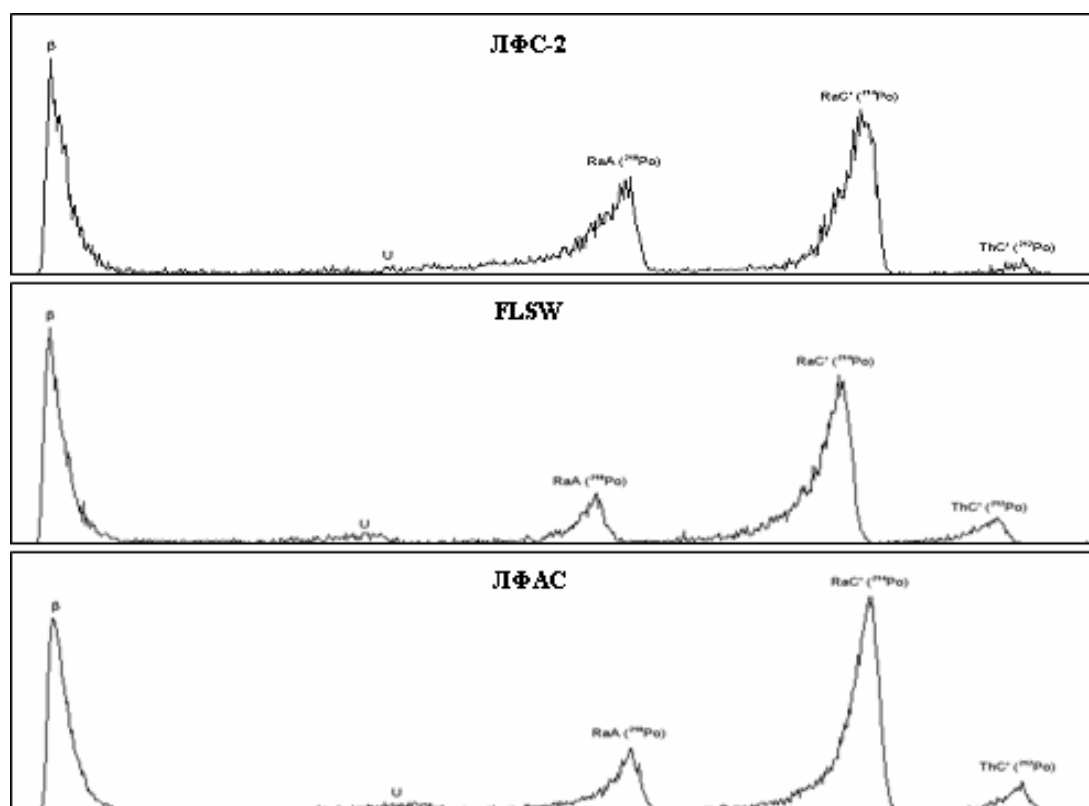 ЛФС-2
β
RaC' (²¹⁴Po)
RaA (²¹⁸Po)
U
ThC' (²¹²Po)
FLSW
β
RaC' (²¹⁴Po)
RaA (²¹⁸Po)
U
ThC' (²¹²Po)
ЛФАС
RaC' (²¹⁴Po)
β
RaA (²¹⁸Po)
U
ThC' (²¹²Po)